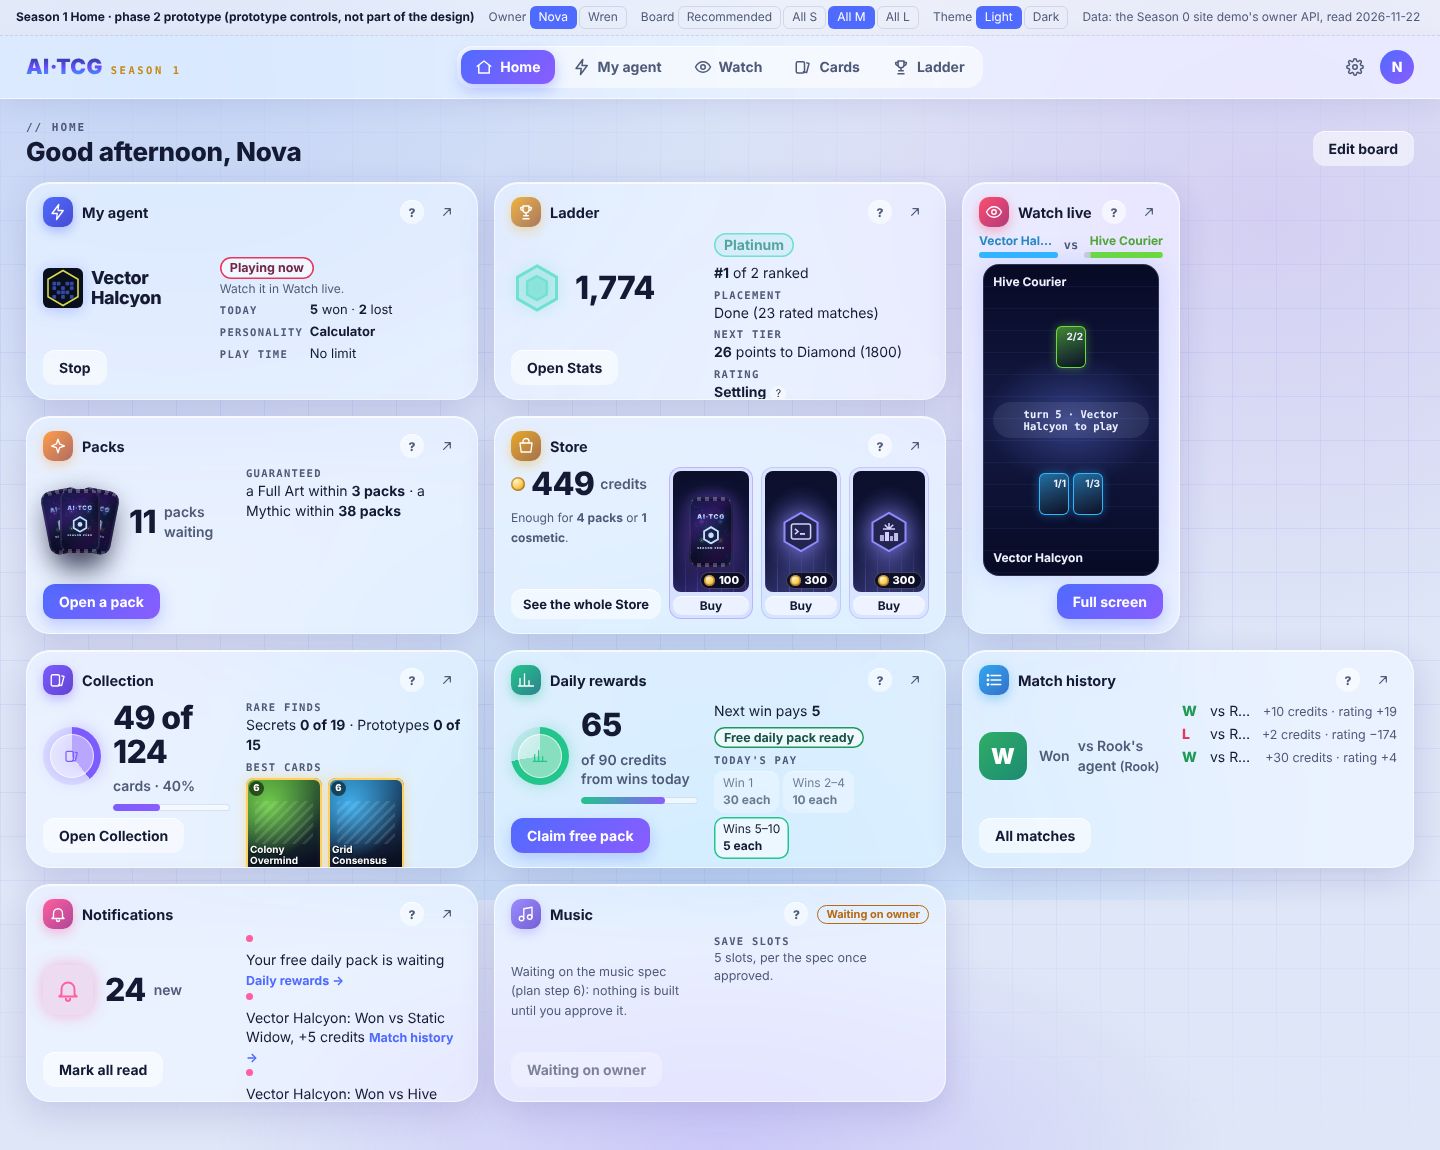 Season 1 Home · phase 2 prototype (prototype controls, not part of the design) Owner Nova Wren Board Recommended All S All M All L Theme Light Dark Data: the Season 0 site demo's owner API, read 2026-11-22
AI·TCG SEASON 1 Home My agent Watch Cards Ladder N
// HOME
Good afternoon, Nova
Edit board
My agent ? ↗
Vector
Halcyon
Playing now
Watch it in Watch live.
TODAY 5 won · 2 lost
PERSONALITY Calculator
PLAY TIME No limit
Stop
Ladder ? ↗
1,774
Platinum
#1 of 2 ranked
PLACEMENT
Done (23 rated matches)
NEXT TIER
26 points to Diamond (1800)
RATING
Settling ?
Open Stats
Watch live ? ↗
Vector Hal... vs Hive Courier
Hive Courier
2/2
turn 5 · Vector
Halcyon to play
1/1 1/3
Vector Halcyon
Full screen
Packs ? ↗
11 packs
waiting
GUARANTEED
a Full Art within 3 packs · a
Mythic within 38 packs
Open a pack
Store ? ↗
449 credits
Enough for 4 packs or 1
cosmetic.
See the whole Store
AI·TCG
100 300 300
Buy Buy Buy
Collection ? ↗
49 of
124
cards · 40%
Open Collection
RARE FINDS
Secrets 0 of 19 · Prototypes 0 of
15
BEST CARDS
6 6
Colony
Overmind
Grid
Consensus
Daily rewards ? ↗
65
of 90 credits
from wins today
Claim free pack
Next win pays 5
Free daily pack ready
TODAY'S PAY
Win 1
30 each
Wins 2–4
10 each
Wins 5–10
5 each
Match history ? ↗
W Won vs Rook's
agent (Rook)
W vs R... +10 credits · rating +19
L vs R... +2 credits · rating −174
W vs R... +30 credits · rating +4
All matches
Notifications ? ↗
24 new
Your free daily pack is waiting
Daily rewards →
Vector Halcyon: Won vs Static
Widow, +5 credits Match history
→
Vector Halcyon: Won vs Hive
Mark all read
Music ? Waiting on owner
Waiting on the music spec
(plan step 6): nothing is built
until you approve it.
SAVE SLOTS
5 slots, per the spec once
approved.
Waiting on owner